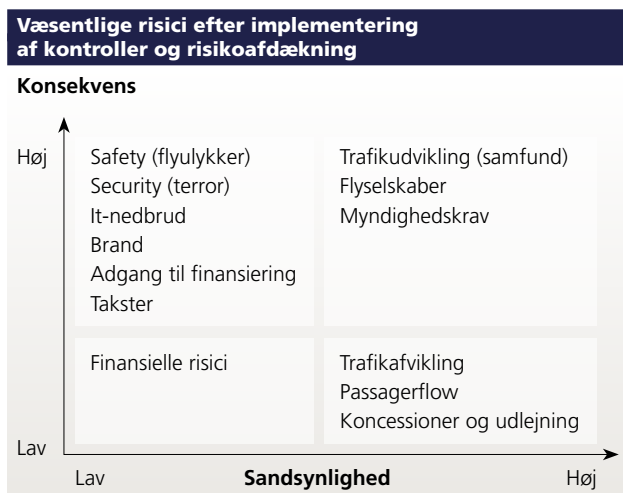 Væsentlige risici efter implementering
af kontroller og risikoafdækning
Konsekvens
Høj
Safety (flyulykker)
Security (terror)
It-nedbrud
Brand
Adgang til finansiering
Takster
Trafikudvikling (samfund)
Flyselskaber
Myndighedskrav
Finansielle risici
Trafikafvikling
Passagerflow
Koncessioner og udlejning
Lav
Lav
Sandsynlighed
Høj